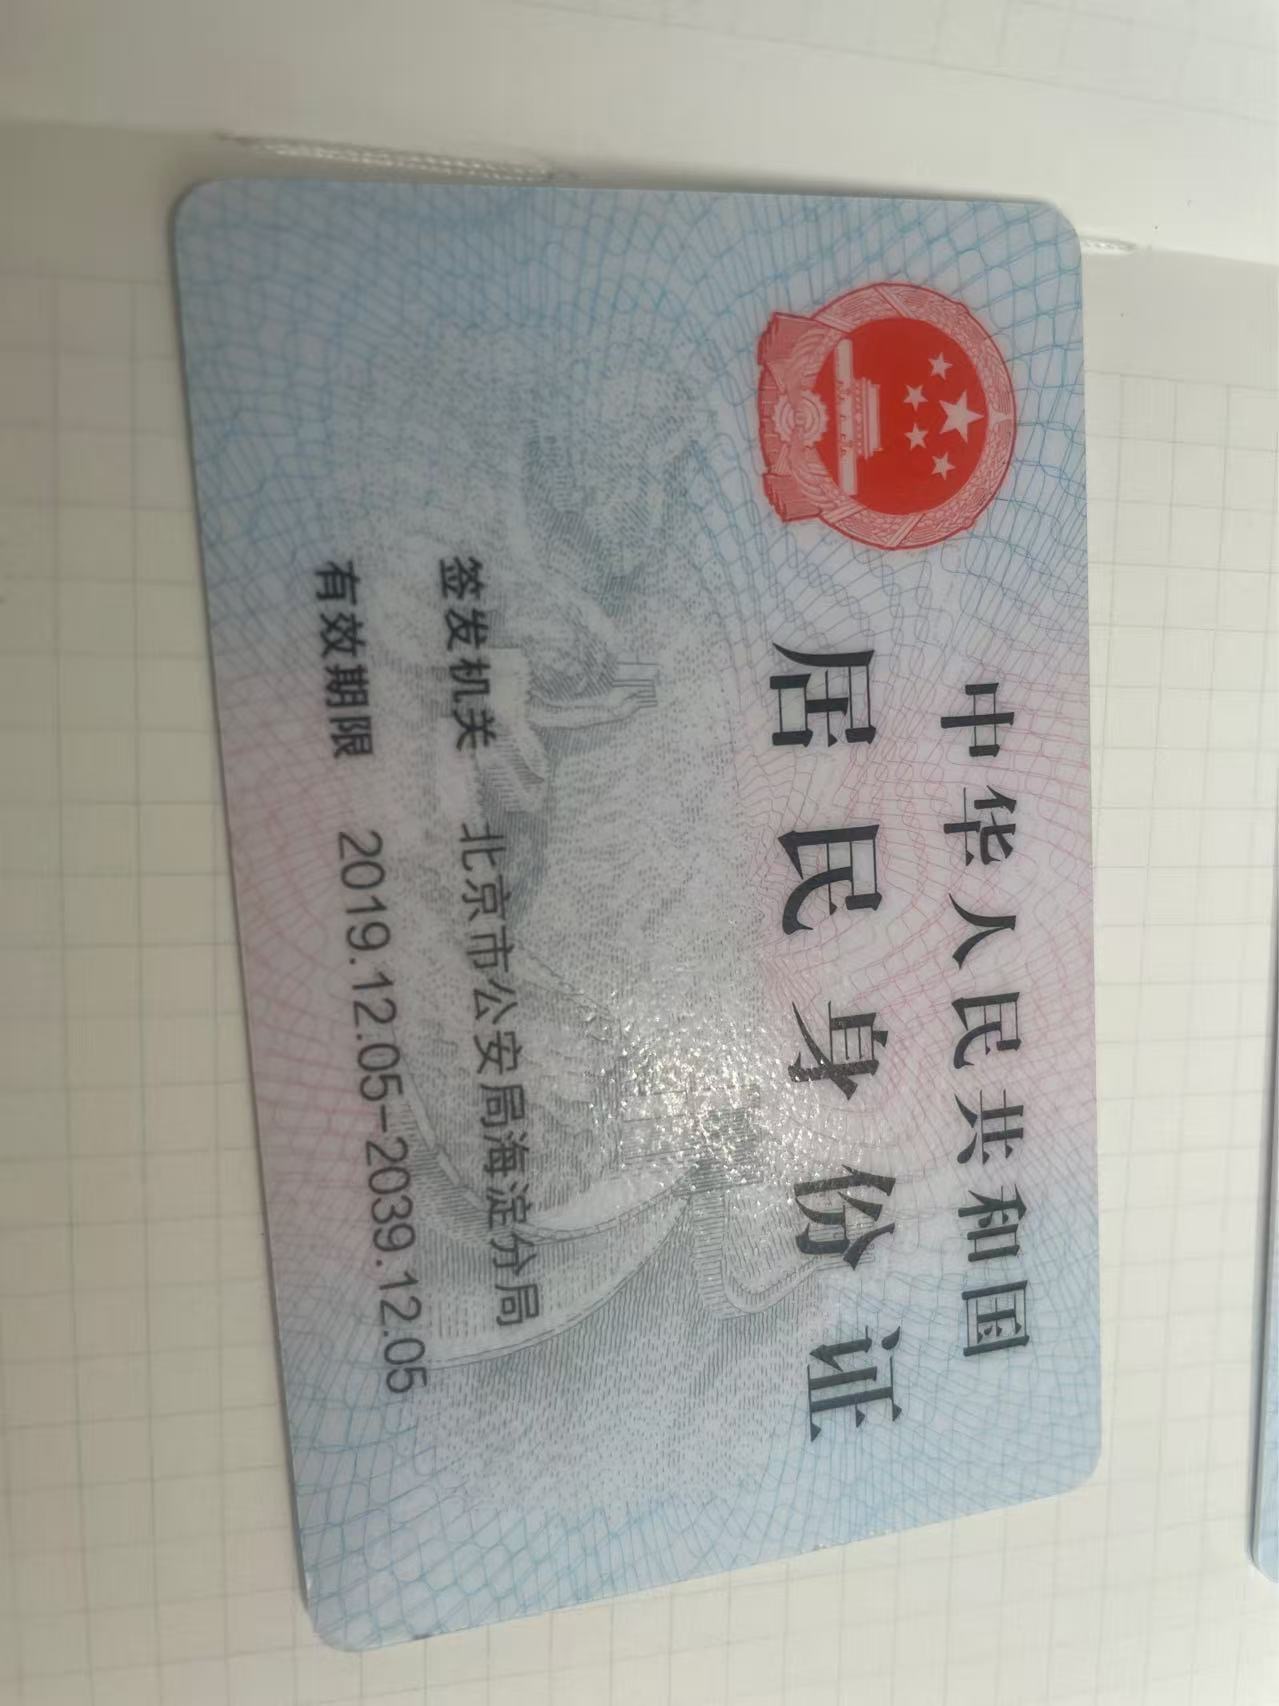 中华人民共和国
居民身份证
签发机关 北京市公安局海淀分局
有效期限 2019.12.05-2039.12.05